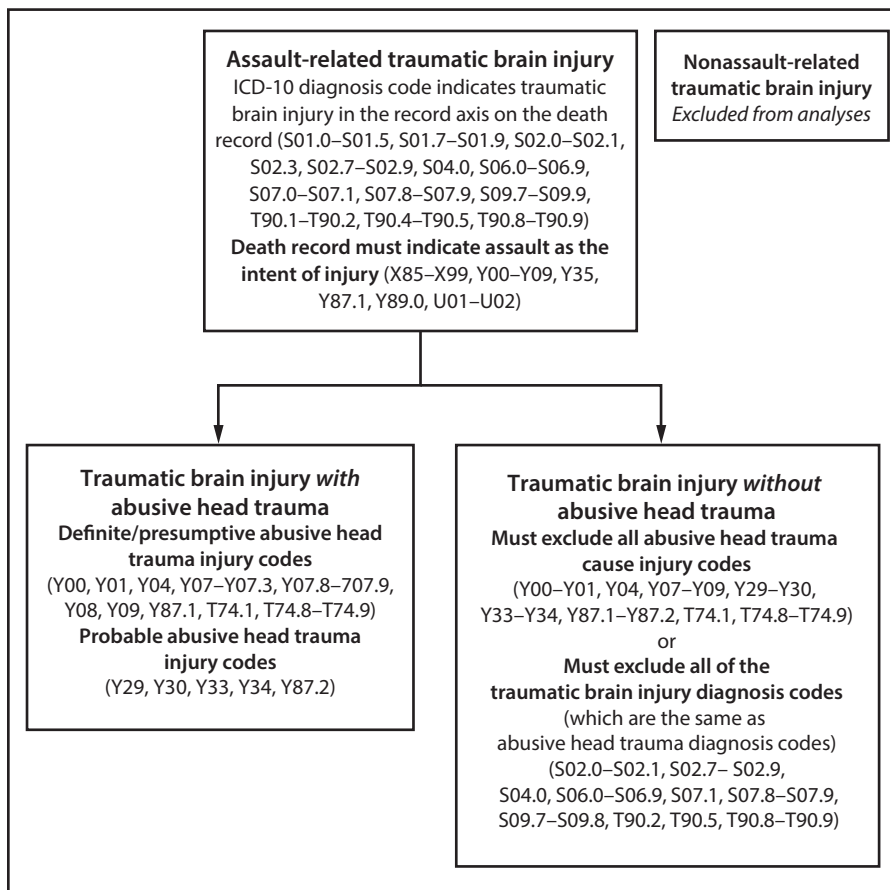 Assault-related traumatic brain injury
ICD-10 diagnosis code indicates traumatic
brain injury in the record axis on the death
record (S01.0–S01.5, S01.7–S01.9, S02.0–S02.1,
S02.3, S02.7–S02.9, S04.0, S06.0–S06.9,
S07.0–S07.1, S07.8–S07.9, S09.7–S09.9,
T90.1–T90.2, T90.4–T90.5, T90.8–T90.9)
Death record must indicate assault as the
intent of injury (X85–X99, Y00–Y09, Y35,
Y87.1, Y89.0, U01–U02)
Nonassault-related
traumatic brain injury
Excluded from analyses
Traumatic brain injury with
abusive head trauma
Definite/presumptive abusive head
trauma injury codes
(Y00, Y01, Y04, Y07–Y07.3, Y07.8–707.9,
Y08, Y09, Y87.1, T74.1, T74.8–T74.9)
Probable abusive head trauma
injury codes
(Y29, Y30, Y33, Y34, Y87.2)
Traumatic brain injury without
abusive head trauma
Must exclude all abusive head trauma
cause injury codes
(Y00–Y01, Y04, Y07–Y09, Y29–Y30,
Y33–Y34, Y87.1–Y87.2, T74.1, T74.8–T74.9)
or
Must exclude all of the
traumatic brain injury diagnosis codes
(which are the same as
abusive head trauma diagnosis codes)
(S02.0–S02.1, S02.7– S02.9,
S04.0, S06.0–S06.9, S07.1, S07.8–S07.9,
S09.7–S09.8, T90.2, T90.5, T90.8–T90.9)